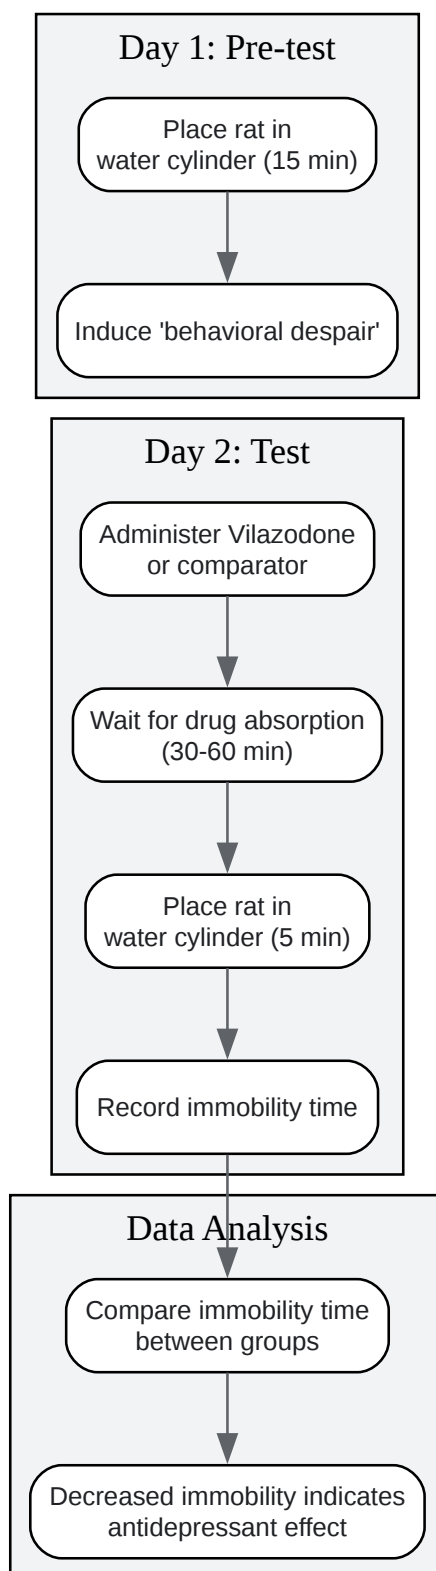 Day 1: Pre-test
Place rat in
water cylinder (15 min)
Induce 'behavioral despair'
Day 2: Test
Administer Vilazodone
or comparator
Wait for drug absorption
(30-60 min)
Place rat in
water cylinder (5 min)
Record immobility time
Data Analysis
Compare immobility time
between groups
Decreased immobility indicates
antidepressant effect